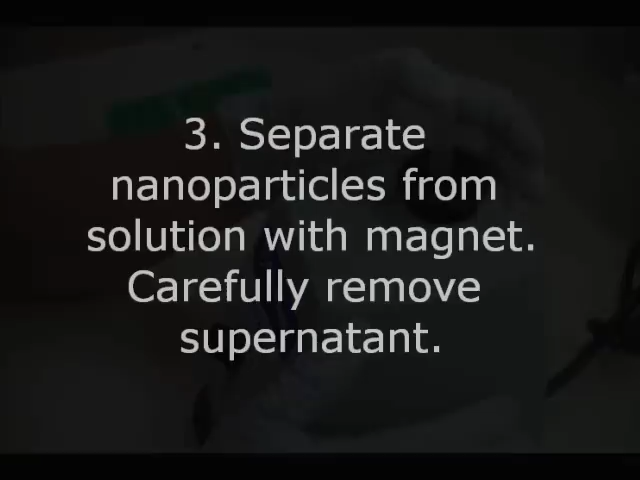 3. Separate
nanoparticles from
solution with magnet.
Carefully remove
supernatant.